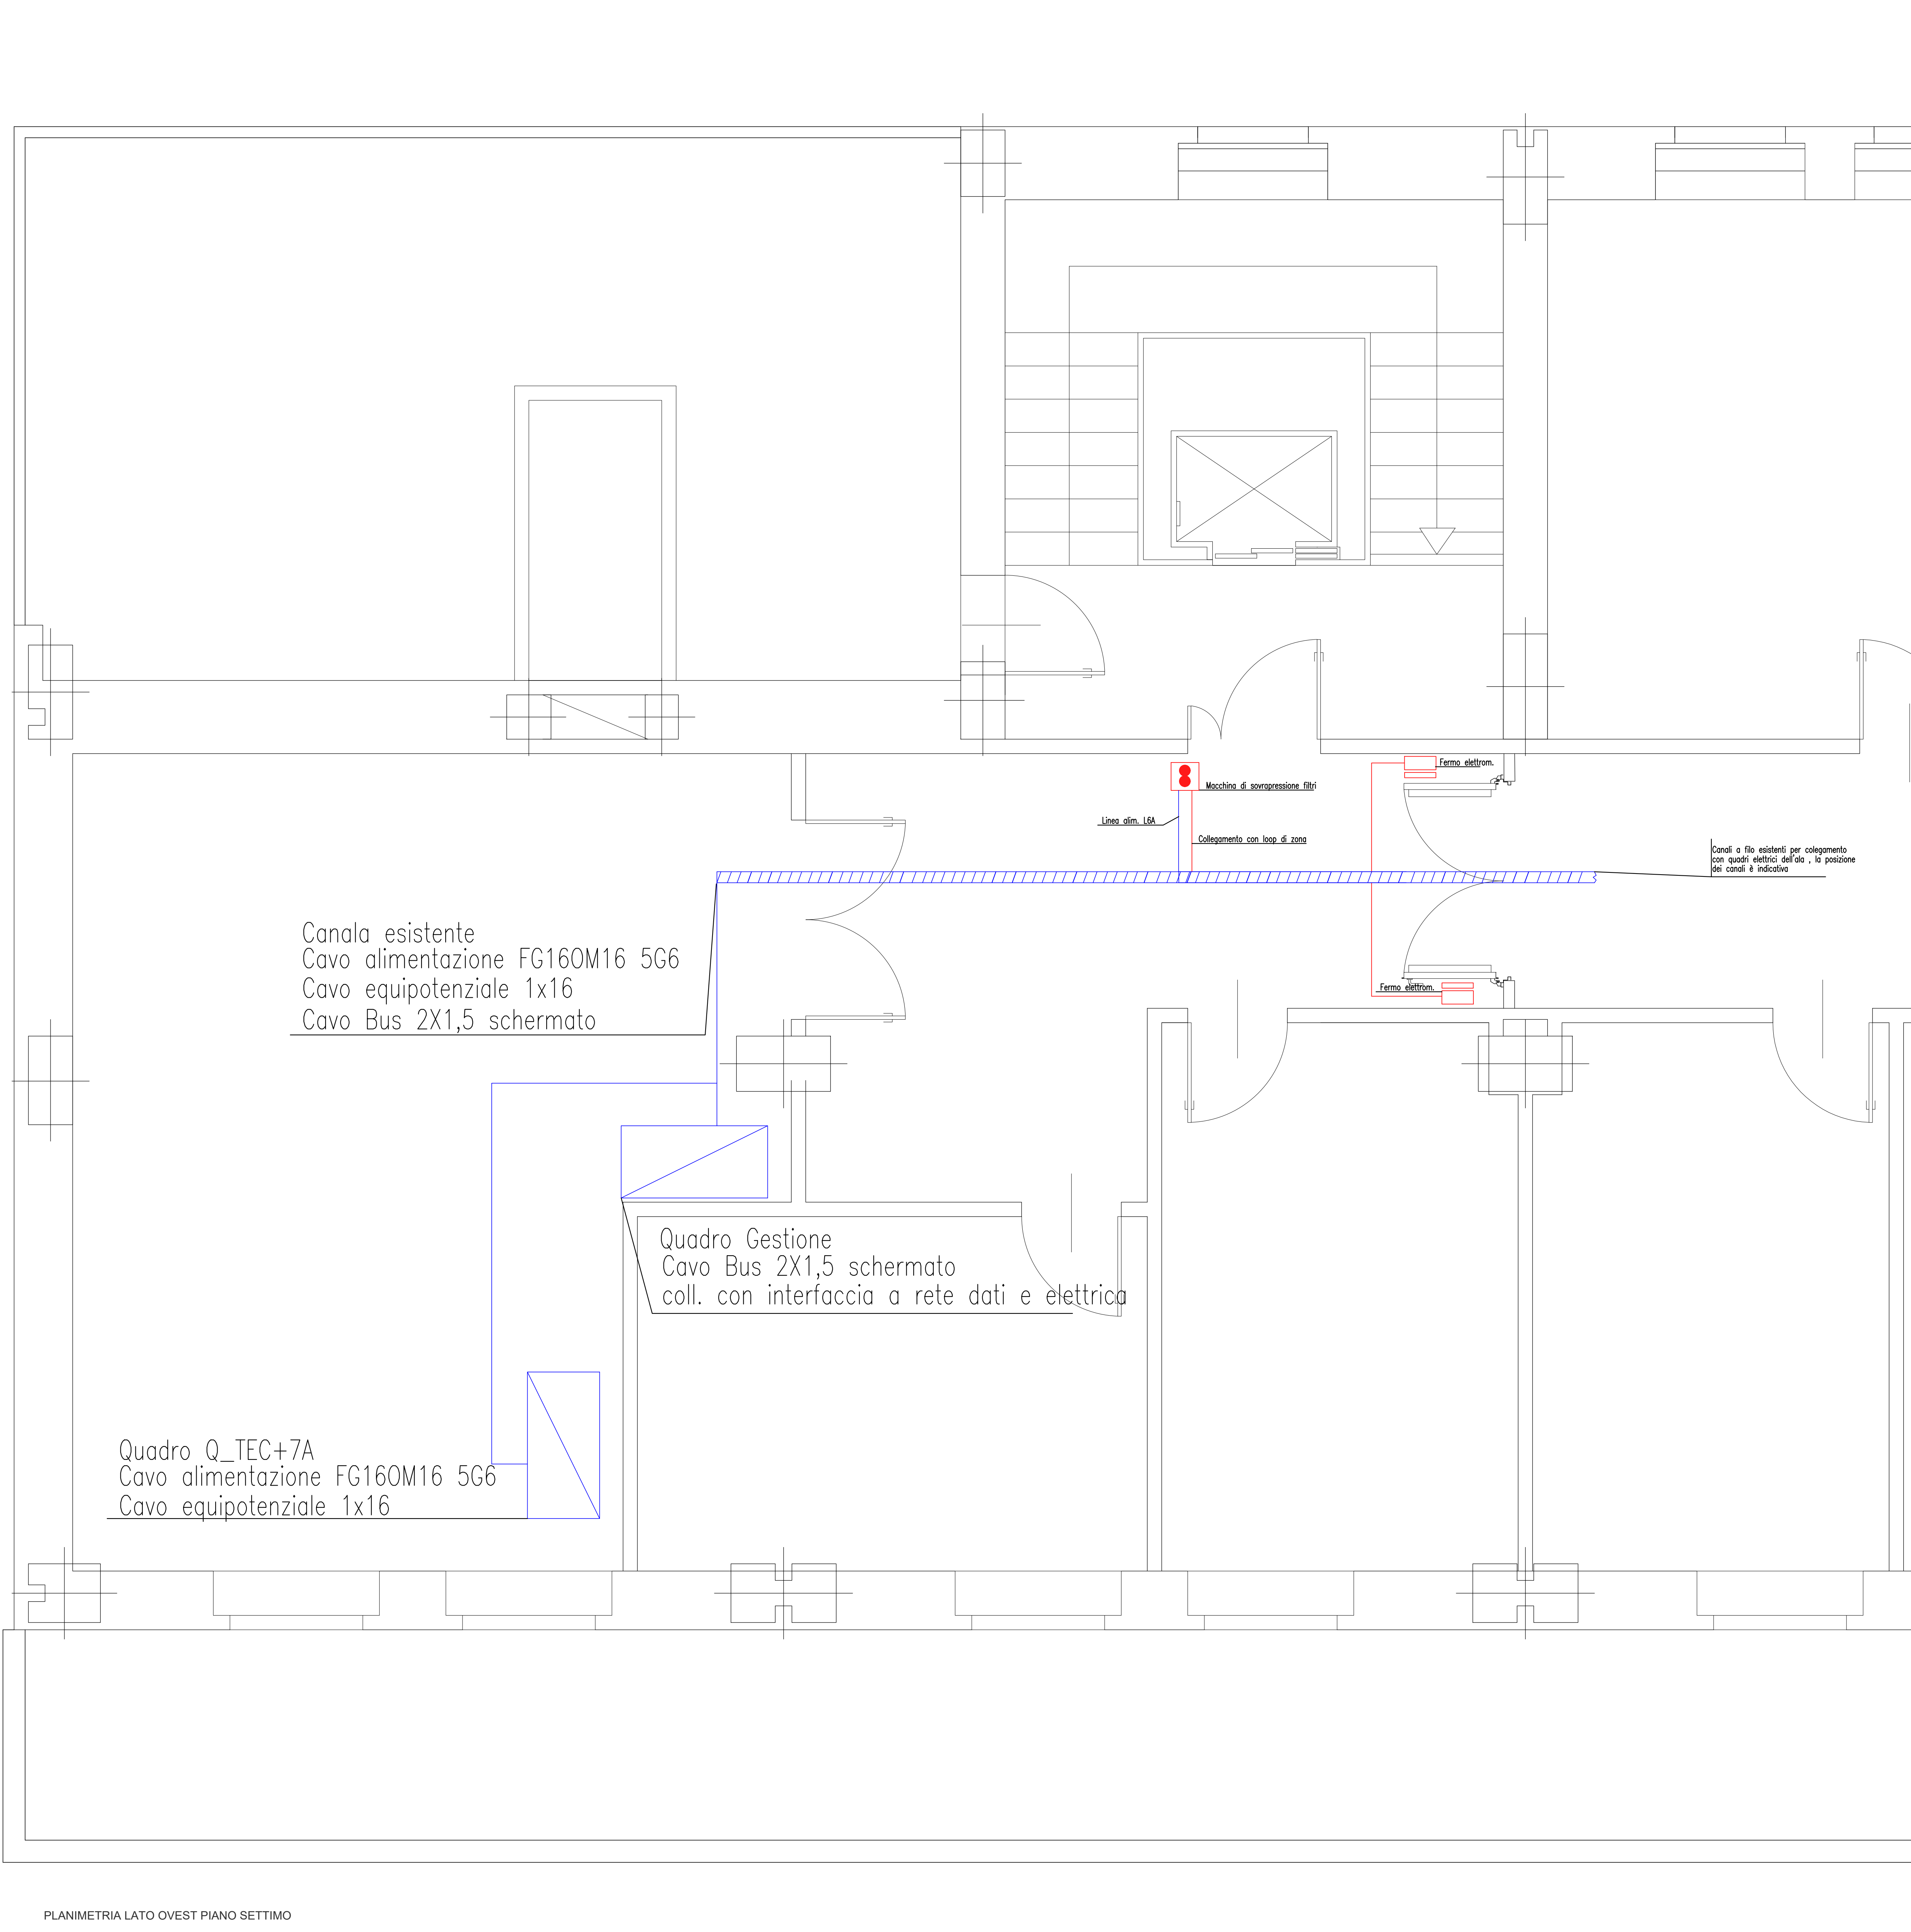 Fermo elettrom.
Macchina di sovrapressione filtri
Linea alim. L6A
Collegamento con loop di zona
Canali a filo esistenti per colegamento
con quadri elettrici dell'ala , la posizione
dei canali è indicativa
Canala esistente
Cavo alimentazione FG16OM16 5G6
Cavo equipotenziale 1x16
Cavo Bus 2X1,5 schermato
Fermo elettrom.
Quadro Gestione
Cavo Bus 2X1,5 schermato
coll. con interfaccia a rete dati e elettrica
Quadro Q_TEC+7A
Cavo alimentazione FG16OM16 5G6
Cavo equipotenziale 1x16
PLANIMETRIA LATO OVEST PIANO SETTIMO